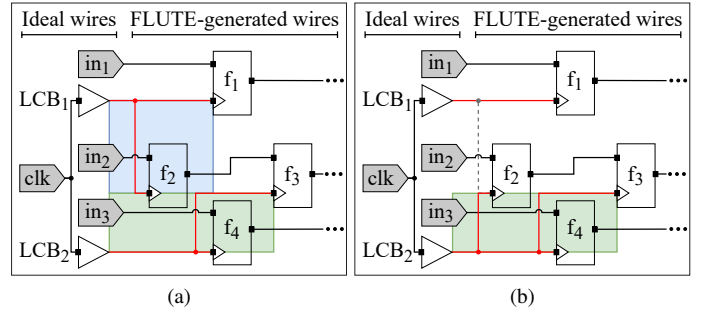 Ideal wires FLUTE-generated wires
in1
f1
LCB1
in2
f2
f3
clk
in3
f4
LCB2
(a)
Ideal wires FLUTE-generated wires
in1
f1
LCB1
in2
f2
f3
clk
in3
f4
LCB2
(b)